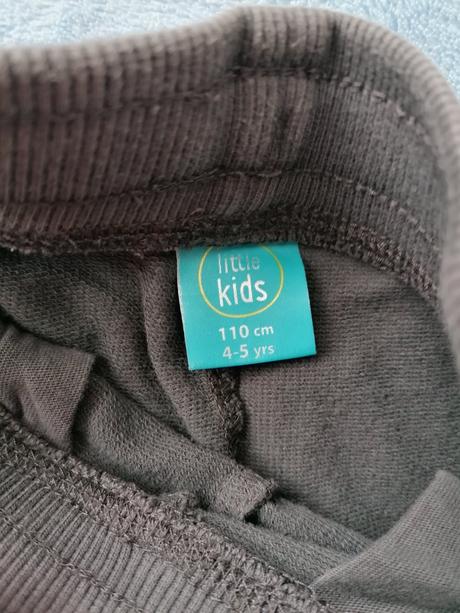 little
kids
110 cm
4-5 yrs